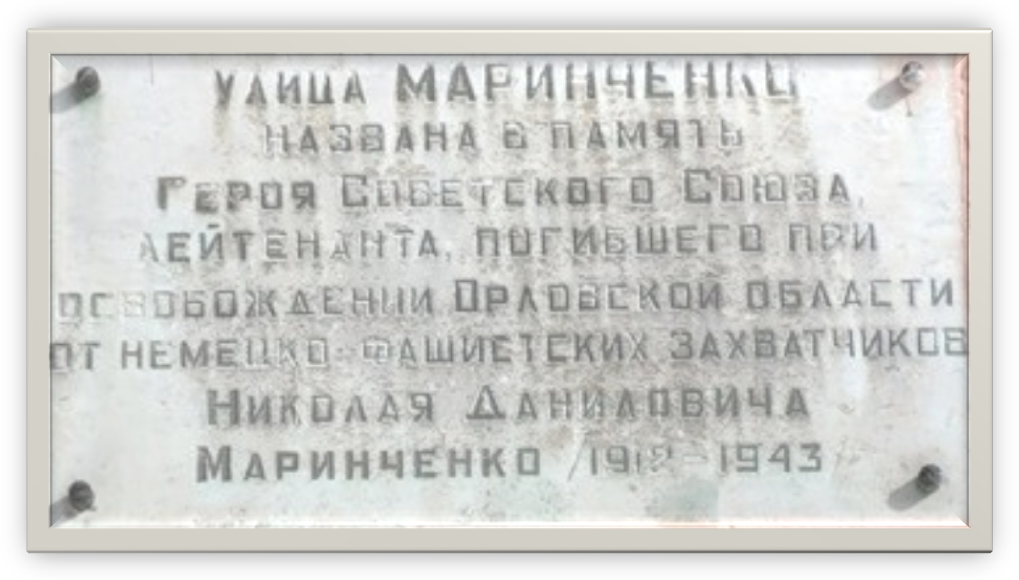 УЛИЦА МАРИНЧЕНКО
НАЗВАНА В ПАМЯТЬ
ГЕРОЯ СОВЕТСКОГО СОЮЗА,
ЛЕЙТЕНАНТА, ПОГИБШЕГО ПРИ
ОСВОБОЖДЕНИИ ОРЛОВСКОЙ ОБЛАСТИ
ОТ НЕМЕЦКО-ФАШИСТСКИХ ЗАХВАТЧИКОВ
НИКОЛАЯ ДАНИЛОВИЧА
МАРИНЧЕНКО - 1943